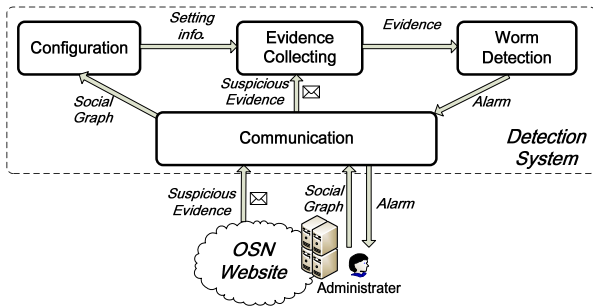 Setting
info.
Evidence
Configuration
Evidence
Collecting
Worm
Detection
Suspicious
Evidence
Social
Graph
Alarm
Communication
Detection
System
Suspicious
Evidence
Social
Graph
Alarm
OSN
Website
Administrater